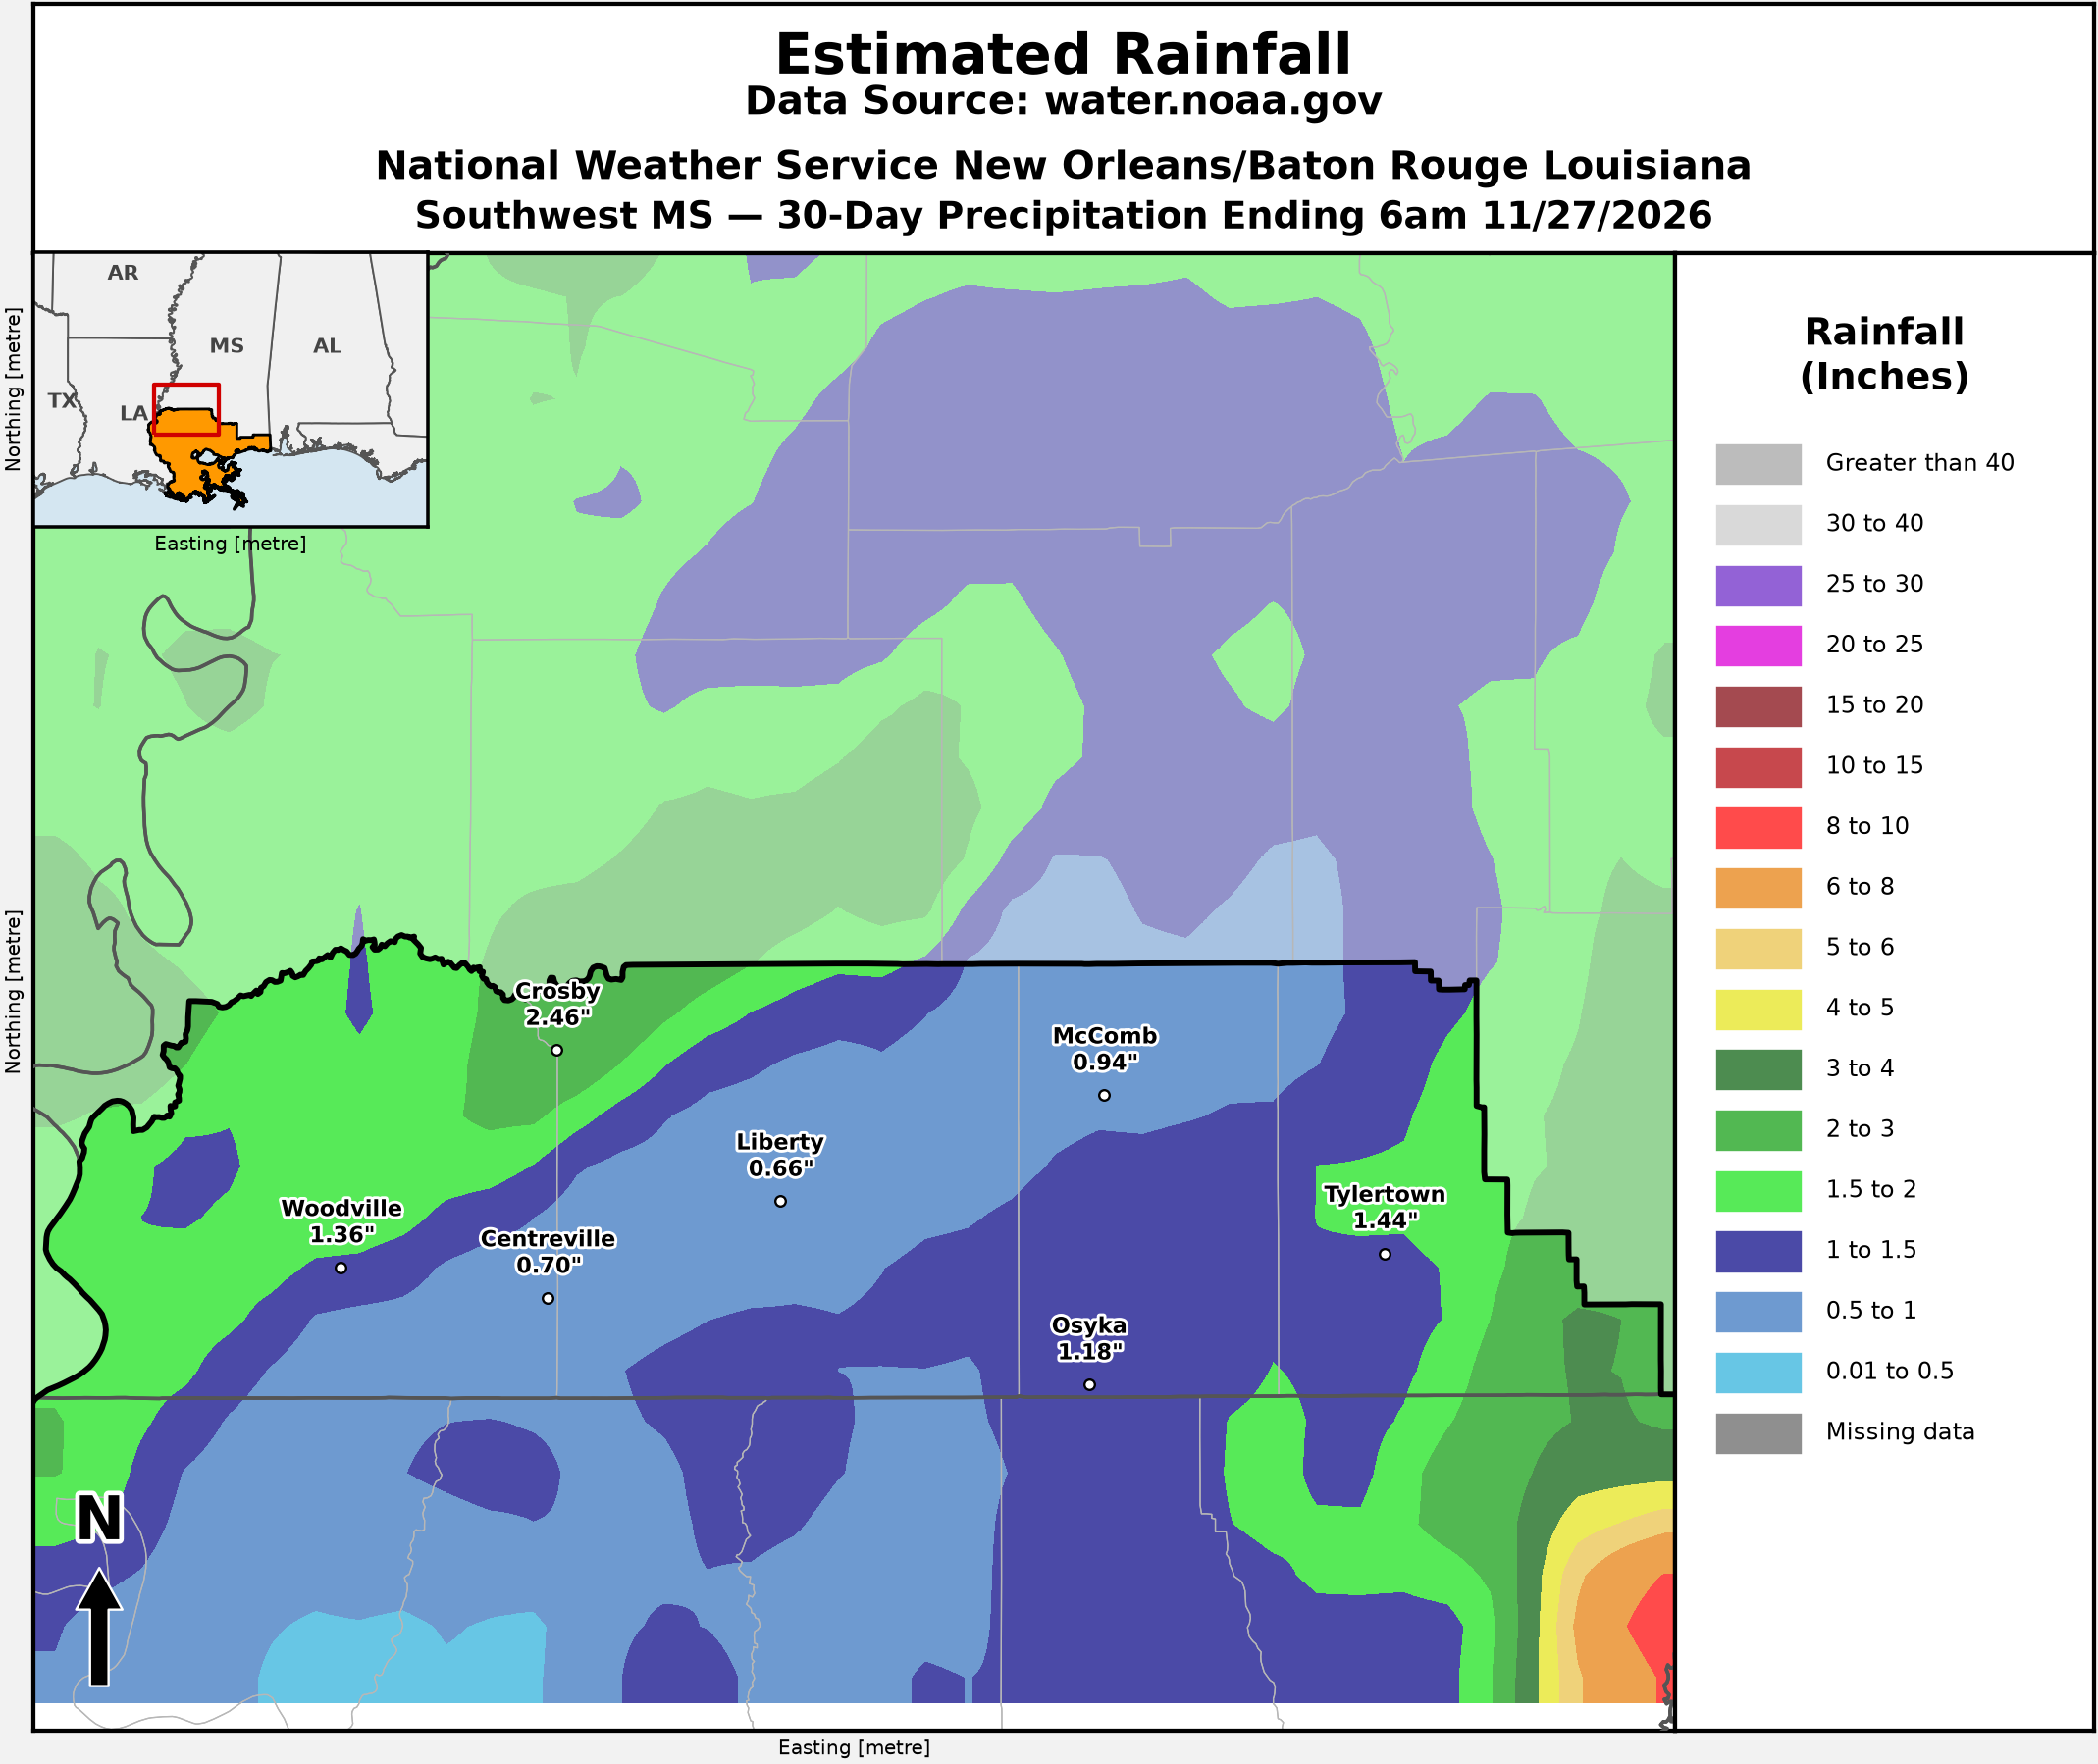 Estimated Rainfall
Data Source: water.noaa.gov
National Weather Service New Orleans/Baton Rouge Louisiana
Southwest MS — 30-Day Precipitation Ending 6am 11/27/2026
Northing [metre]
AR
MS
AL
TX
LA
Easting [metre]
Rainfall
(Inches)
Greater than 40
30 to 40
25 to 30
20 to 25
15 to 20
10 to 15
8 to 10
6 to 8
5 to 6
4 to 5
3 to 4
2 to 3
1.5 to 2
1 to 1.5
0.5 to 1
0.01 to 0.5
Missing data
Northing [metre]
Crosby
2.46"
McComb
0.94"
Liberty
0.66"
Woodville
1.36"
Centreville
0.70"
Tylertown
1.44"
Osyka
1.18"
N
Easting [metre]